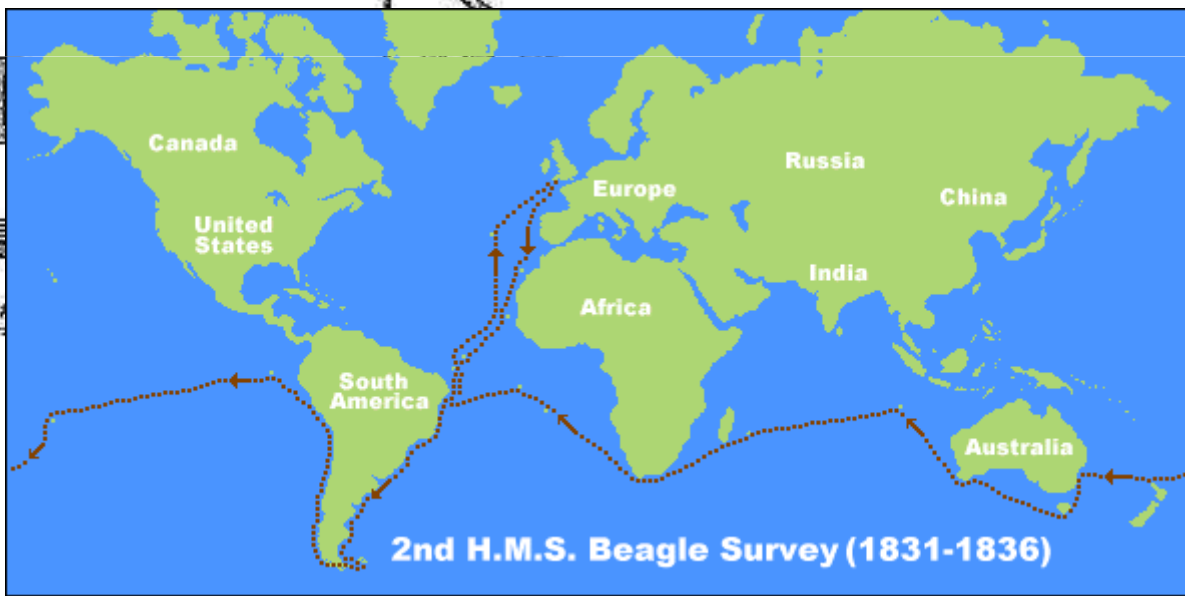 Canada
Russia
Europe
China
United
States
India
Africa
South
America
Australia
2nd H.M.S. Beagle Survey (1831-1836)